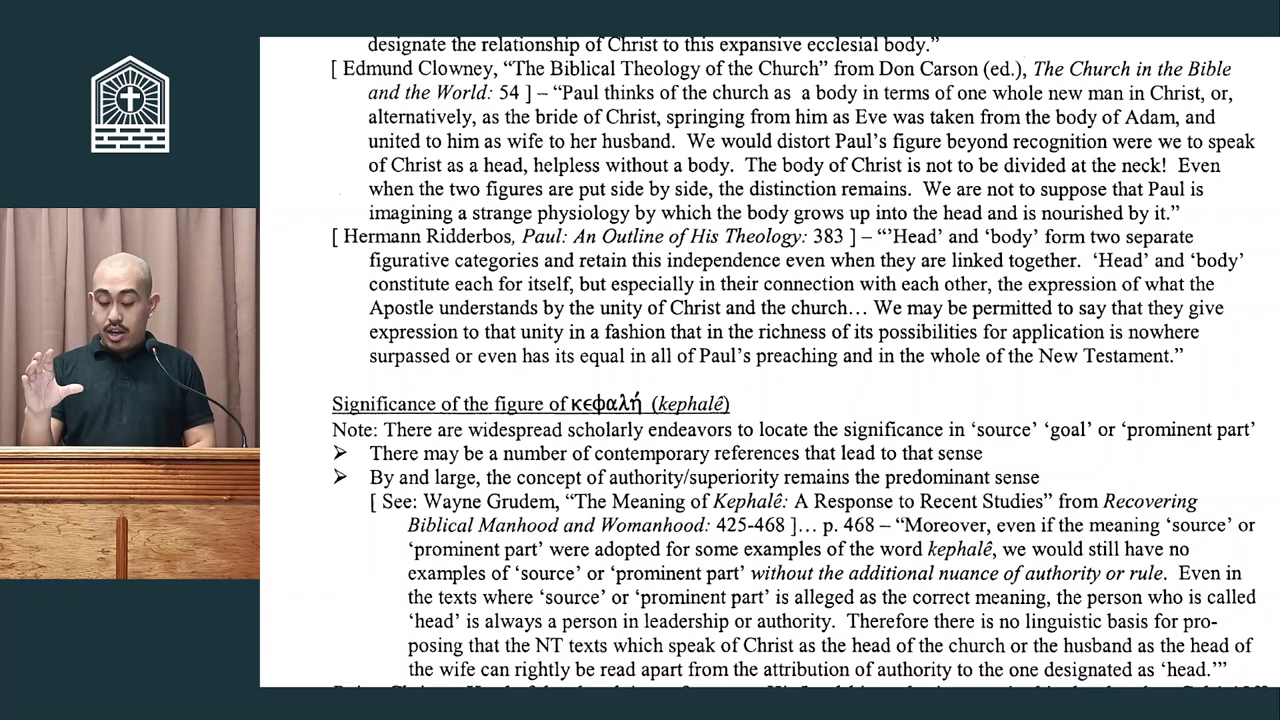 designate the relationship of Christ to this expansive ecclesial body.”
[ Edmund Clowney, “The Biblical Theology of the Church” from Don Carson (ed.), The Church in the Bible
and the World: 54 ] – “Paul thinks of the church as a body in terms of one whole new man in Christ, or,
alternatively, as the bride of Christ, springing from him as Eve was taken from the body of Adam, and
united to him as wife to her husband. We would distort Paul’s figure beyond recognition were we to speak
of Christ as a head, helpless without a body. The body of Christ is not to be divided at the neck! Even
when the two figures are put side by side, the distinction remains. We are not to suppose that Paul is
imagining a strange physiology by which the body grows up into the head and is nourished by it.”
[ Hermann Ridderbos, Paul: An Outline of His Theology: 383 ] – “’Head’ and ‘body’ form two separate
figurative categories and retain this independence even when they are linked together. ‘Head’ and ‘body’
constitute each for itself, but especially in their connection with each other, the expression of what the
Apostle understands by the unity of Christ and the church… We may be permitted to say that they give
expression to that unity in a fashion that in the richness of its possibilities for application is nowhere
surpassed or even has its equal in all of Paul’s preaching and in the whole of the New Testament.”
Significance of the figure of κεφαλή (kephalê)
Note: There are widespread scholarly endeavors to locate the significance in ‘source’ ‘goal’ or ‘prominent part’
➢ There may be a number of contemporary references that lead to that sense
➢ By and large, the concept of authority/superiority remains the predominant sense
[ See: Wayne Grudem, “The Meaning of Kephalê: A Response to Recent Studies” from Recovering
Biblical Manhood and Womanhood: 425-468 ]… p. 468 – “Moreover, even if the meaning ‘source’ or
‘prominent part’ were adopted for some examples of the word kephalê, we would still have no
examples of ‘source’ or ‘prominent part’ without the additional nuance of authority or rule. Even in
the texts where ‘source’ or ‘prominent part’ is alleged as the correct meaning, the person who is called
‘head’ is always a person in leadership or authority. Therefore there is no linguistic basis for pro-
posing that the NT texts which speak of Christ as the head of the church or the husband as the head of
the wife can rightly be read apart from the attribution of authority to the one designated as ‘head.’”